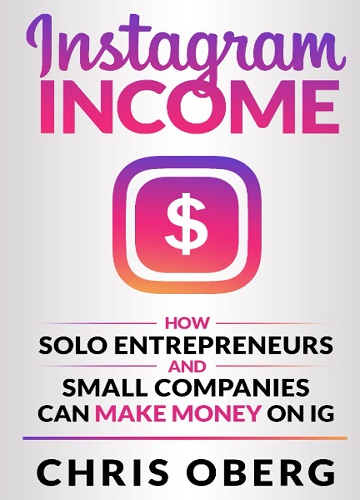 Instagram
INCOME
$
HOW
SOLO ENTREPRENEURS
AND
SMALL COMPANIES
CAN MAKE MONEY ON IG
CHRIS OBERG